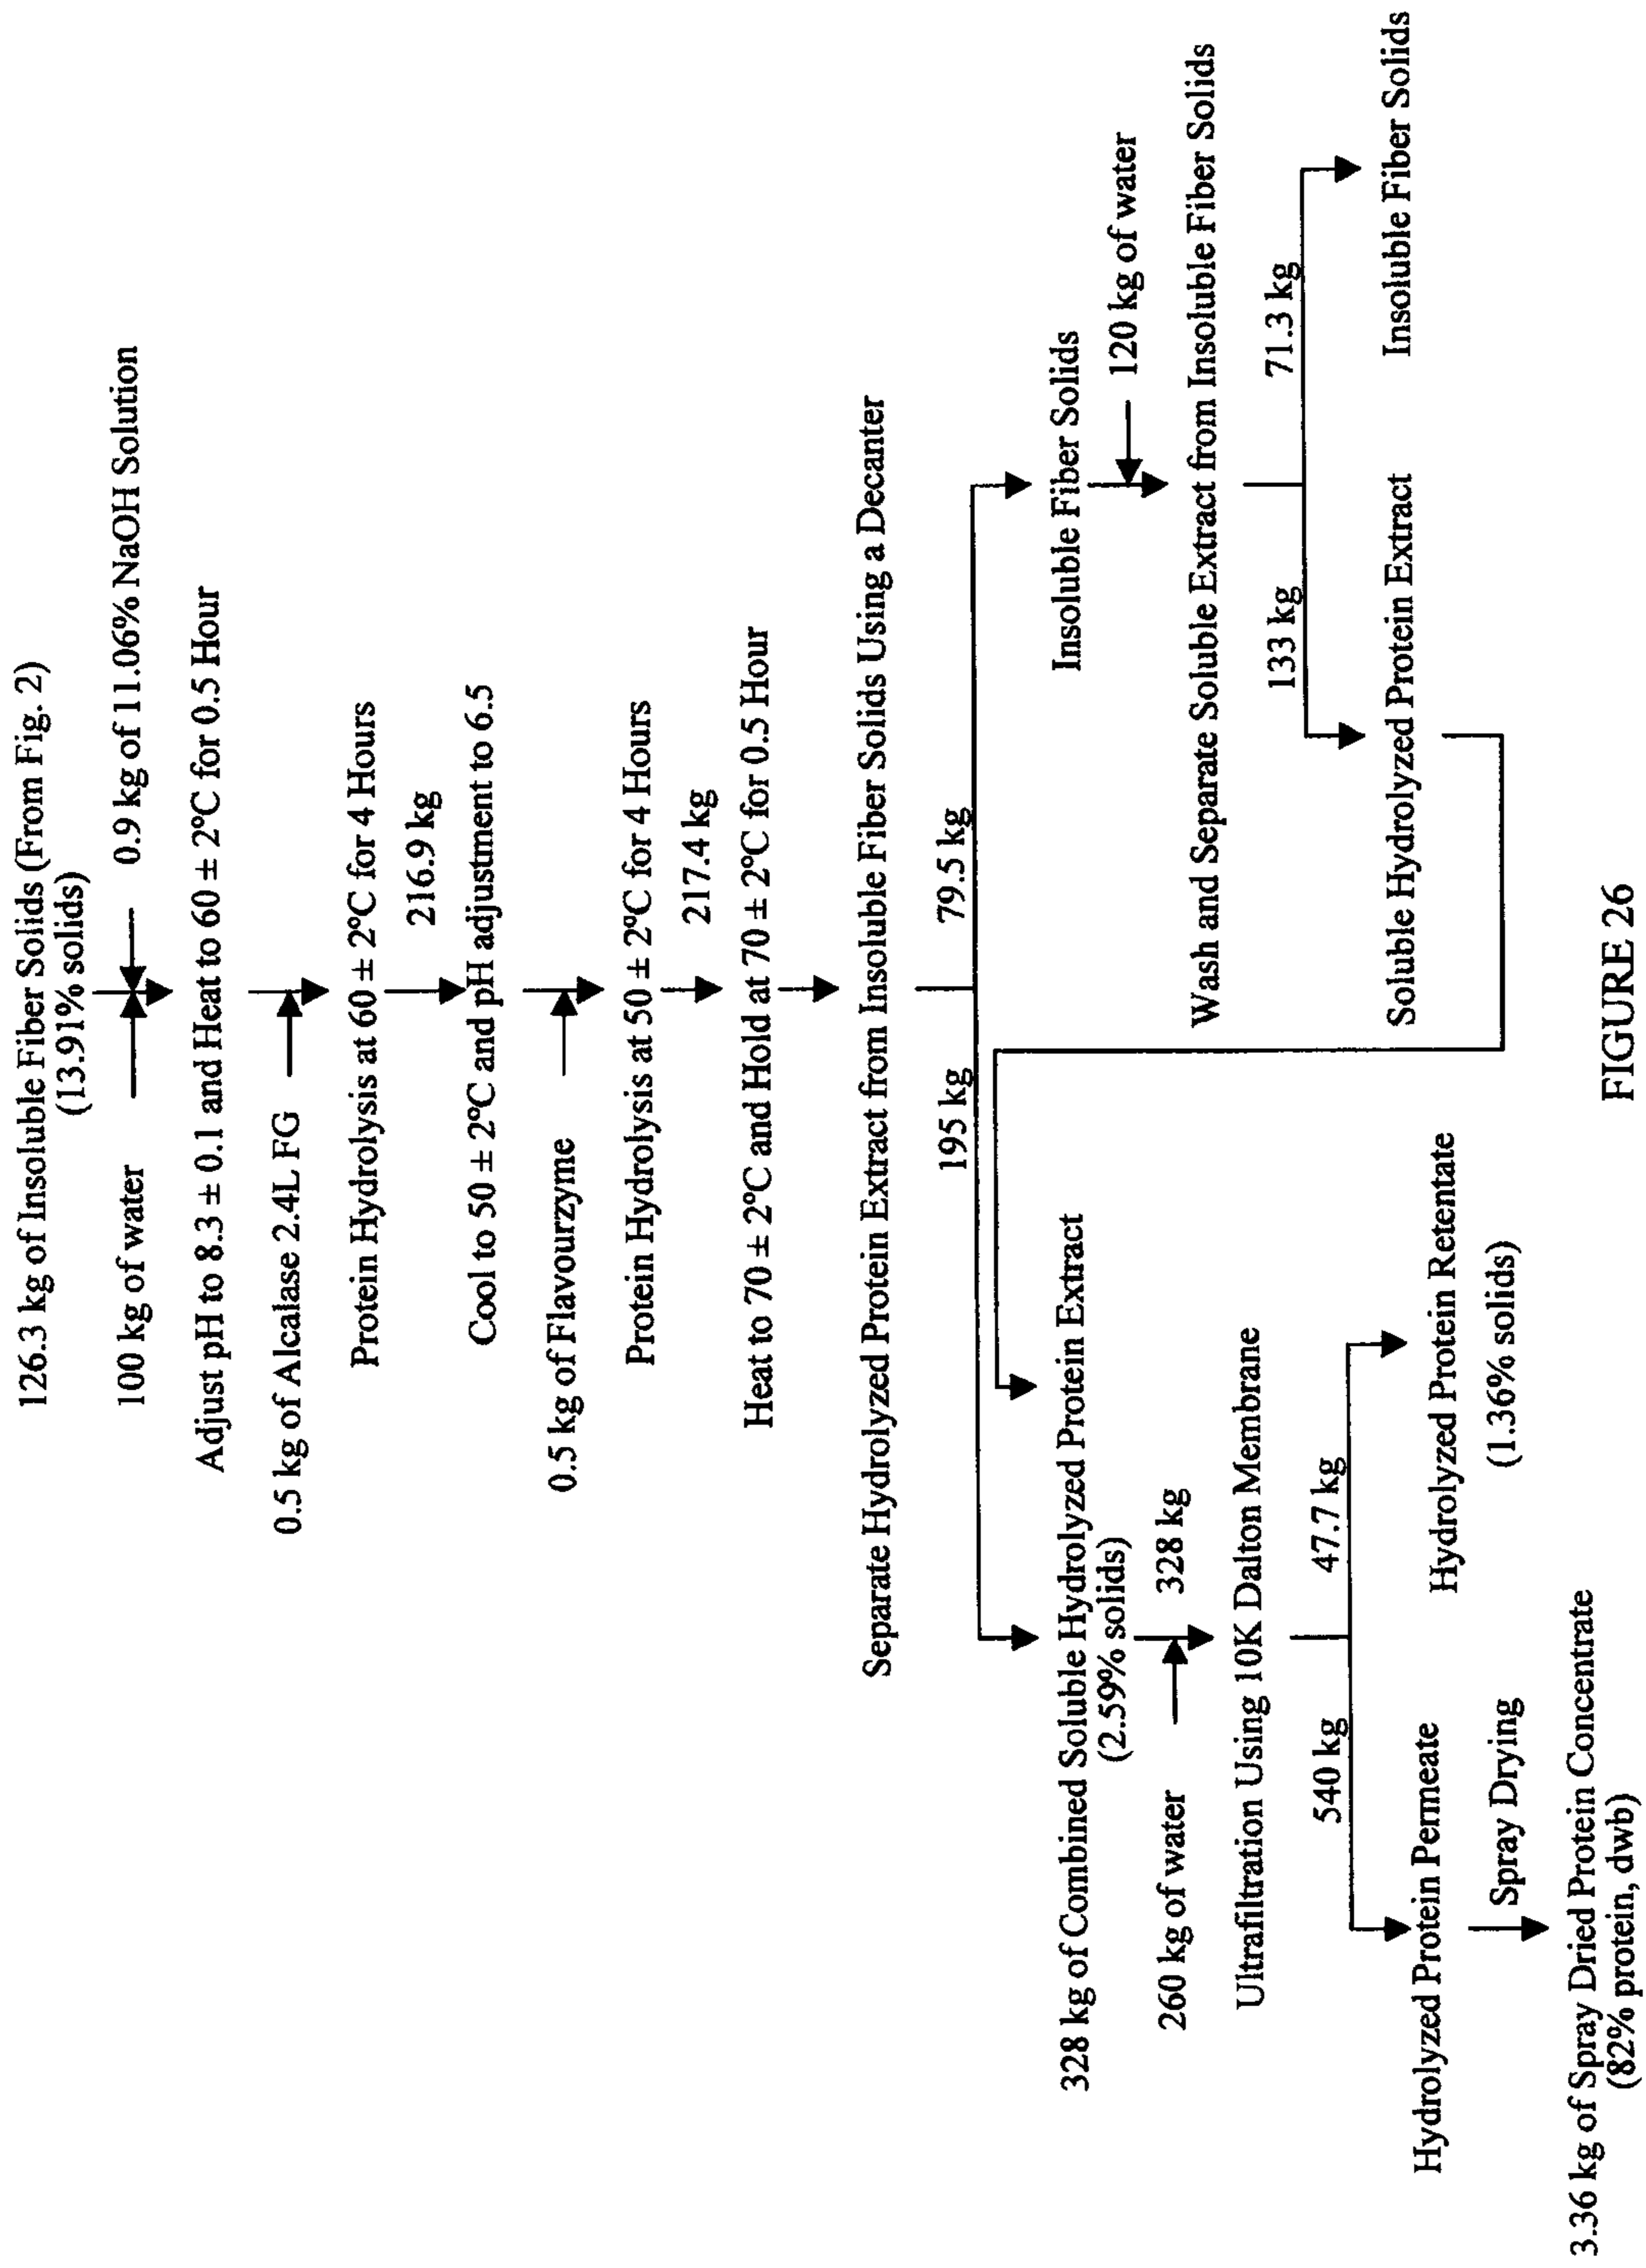 126.3 kg of Insoluble Fiber Solids (From Fig. 2)
(13.91% solids)
100 kg of water
0.9 kg of 11.06% NaOH Solution
Adjust pH to 8.3 ± 0.1 and Heat to 60 ± 2°C for 0.5 Hour
0.5 kg of Alcalase 2.4L FG
Protein Hydrolysis at 60 ± 2°C for 4 Hours
216.9 kg
Cool to 50 ± 2°C and pH adjustment to 6.5
0.5 kg of Flavourzyme
Protein Hydrolysis at 50 ± 2°C for 4 Hours
217.4 kg
Heat to 70 ± 2°C and Hold at 70 ± 2°C for 0.5 Hour
Separate Hydrolyzed Protein Extract from Insoluble Fiber Solids Using a Decanter
195 kg
79.5 kg
328 kg of Combined Soluble Hydrolyzed Protein Extract
(2.59% solids)
Insoluble Fiber Solids
120 kg of water
260 kg of water
328 kg
Wash and Separate Soluble Extract from Insoluble Fiber Solids
Ultrafiltration Using 10K Dalton Membrane
133 kg
71.3 kg
540 kg
47.7 kg
Soluble Hydrolyzed Protein Extract
Insoluble Fiber Solids
Hydrolyzed Protein Permeate
Hydrolyzed Protein Retentate
(1.36% solids)
Spray Drying
3.36 kg of Spray Dried Protein Concentrate
(82% protein, dwb)
FIGURE 26